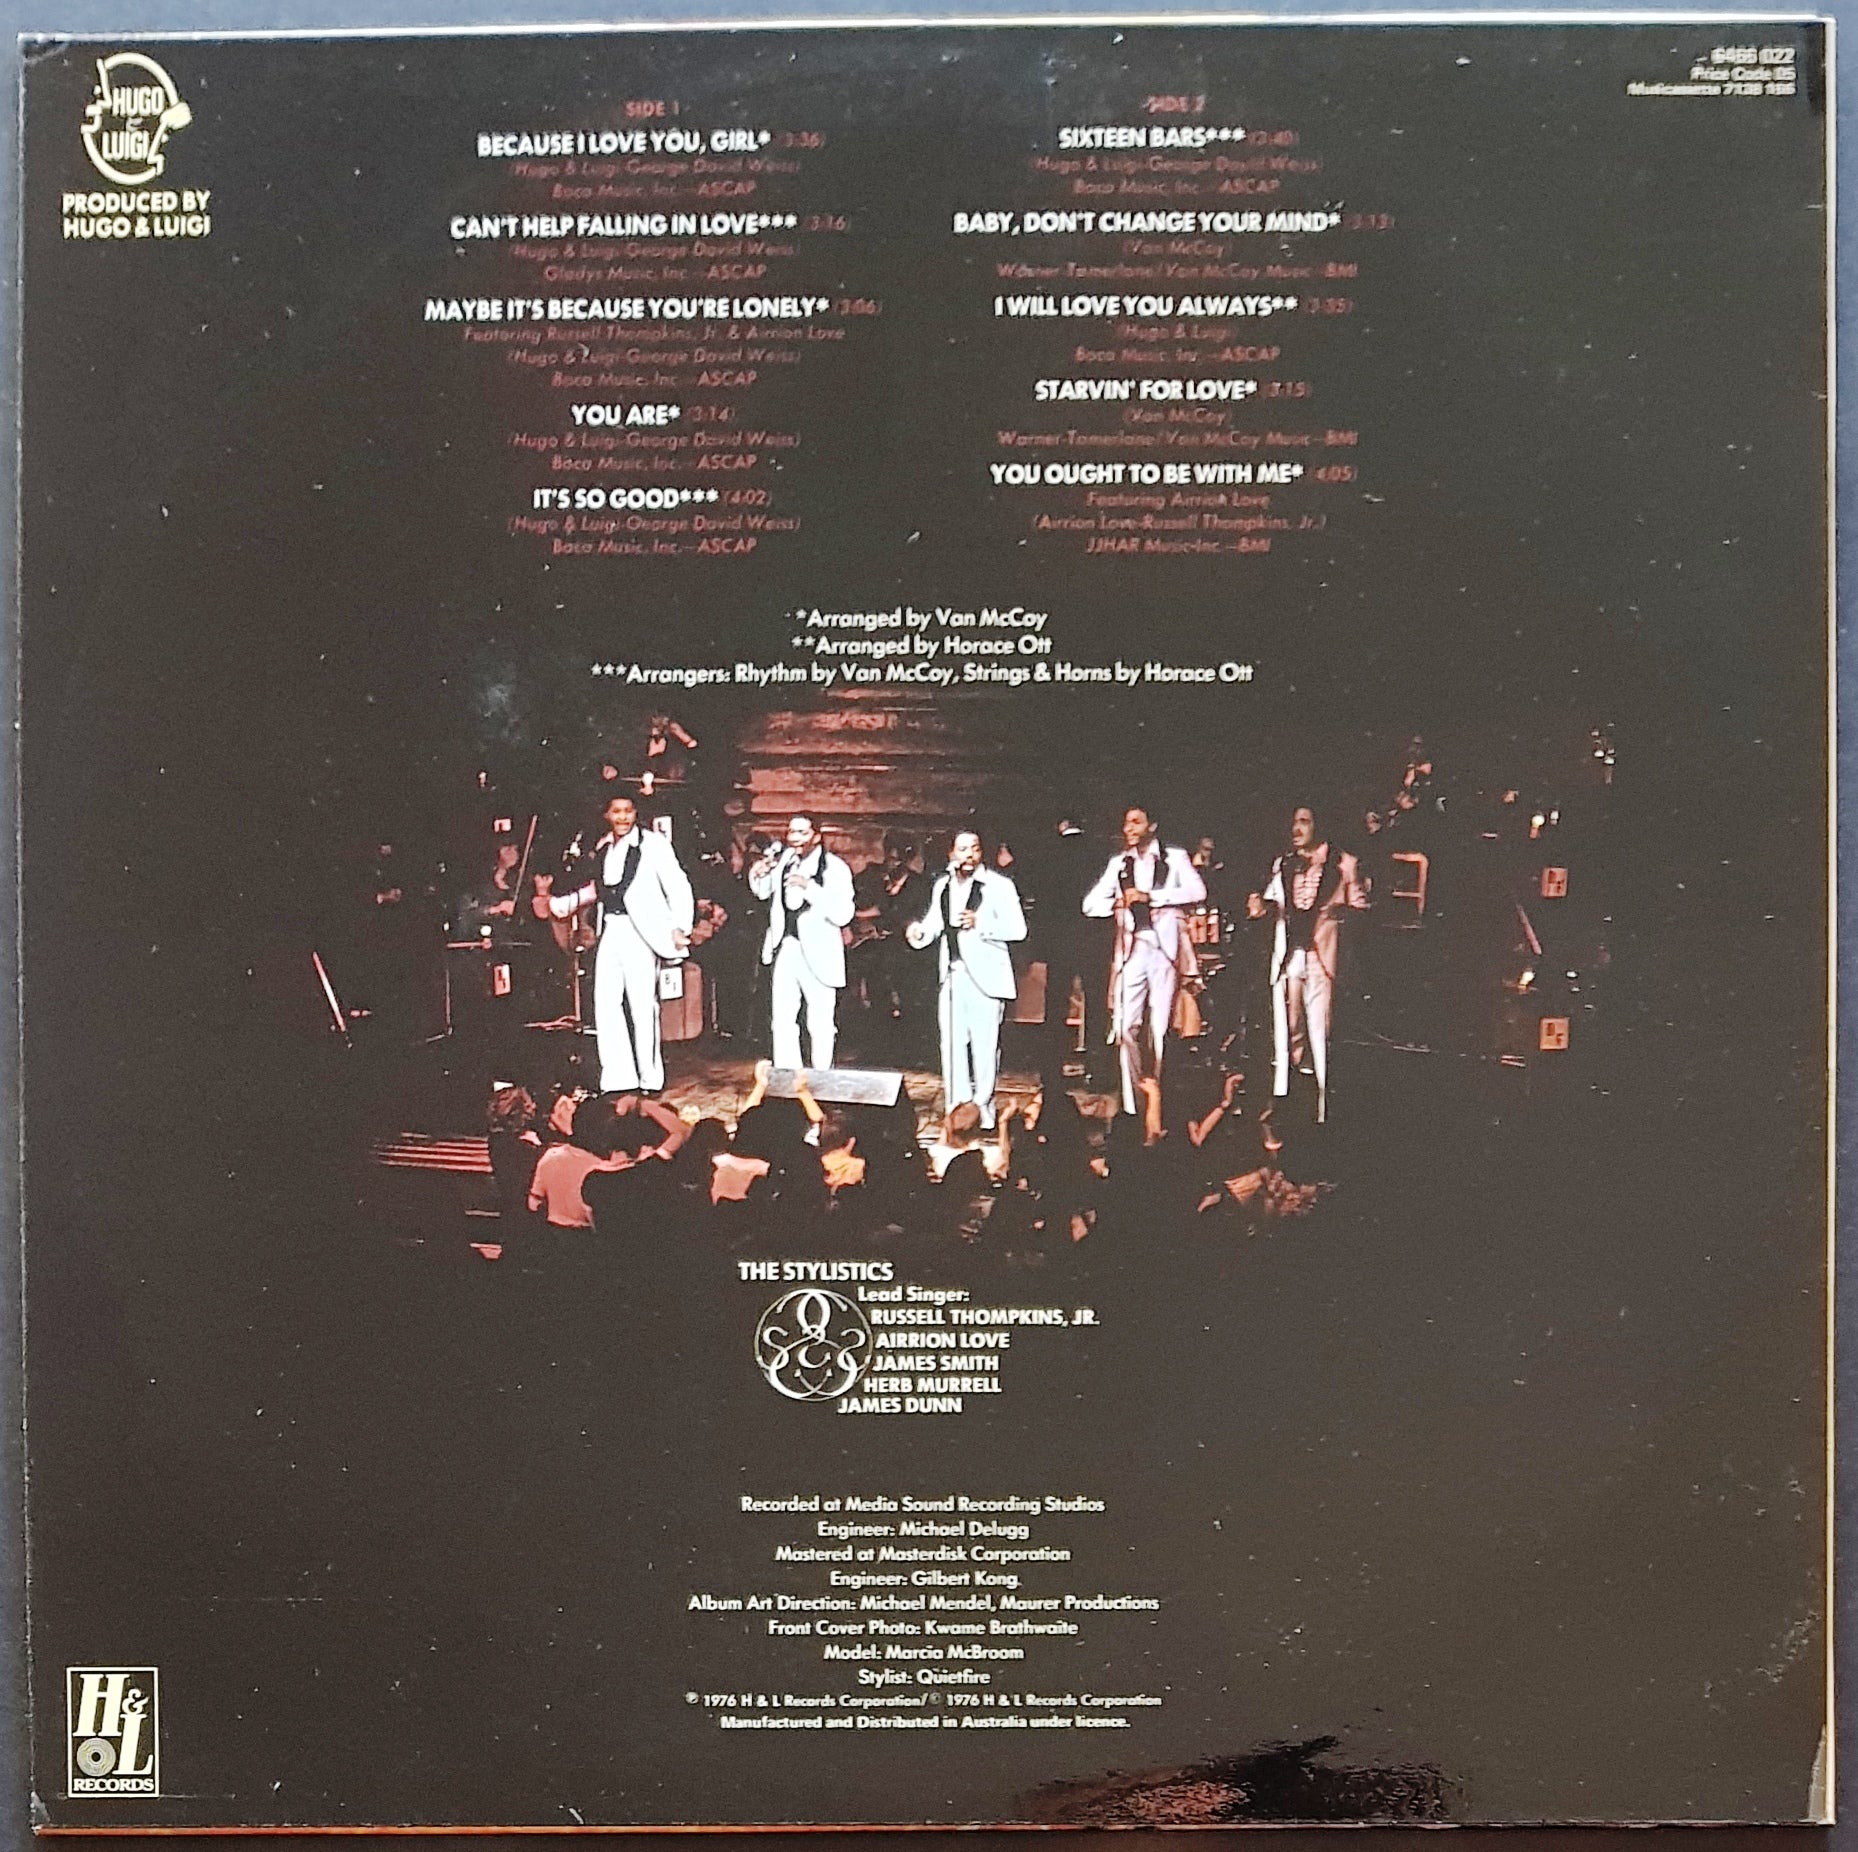 HUGO
&
LUIGI
PRODUCED BY
HUGO & LUIGI
6466 022
Price Code 05
Musicassette
SIDE 1
BECAUSE I LOVE YOU, GIRL* (3:36)
(Hugo & Luigi-George David Weiss)
Boca Music, Inc.—ASCAP
CAN'T HELP FALLING IN LOVE*** (3:16)
(Hugo & Luigi-George David Weiss)
Gladys Music, Inc.—ASCAP
MAYBE IT'S BECAUSE YOU'RE LONELY* (3:06)
Featuring Russell Thompkins, Jr. & Airrion Love
(Hugo & Luigi-George David Weiss)
Boca Music, Inc.—ASCAP
YOU ARE* (3:14)
(Hugo & Luigi-George David Weiss)
Boca Music, Inc.—ASCAP
IT'S SO GOOD*** (4:02)
(Hugo & Luigi-George David Weiss)
Boca Music, Inc.—ASCAP
SIDE 2
SIXTEEN BARS*** (3:40)
(Hugo & Luigi-George David Weiss)
Boca Music, Inc.—ASCAP
BABY, DON'T CHANGE YOUR MIND* (3:13)
(Van McCoy)
Warner-Tamerlane/Van McCoy Music—BMI
I WILL LOVE YOU ALWAYS**
(Hugo & Luigi)
Boca Music, Inc.—ASCAP
STARVIN' FOR LOVE* (3:15)
(Van McCoy)
Warner-Tamerlane/Van McCoy Music—BMI
YOU OUGHT TO BE WITH ME* (4:05)
Featuring Airrion Love
(Airrion Love-Russell Thompkins, Jr.)
JJHAR Music-Inc.—BMI
*Arranged by Van McCoy
**Arranged by Horace Ott
***Arrangers: Rhythm by Van McCoy, Strings & Horns by Horace Ott
THE STYLISTICS
Lead Singer:
RUSSELL THOMPKINS, JR.
AIRRION LOVE
JAMES SMITH
HERB MURRELL
JAMES DUNN
Recorded at Media Sound Recording Studios
Engineer: Michael Delugg
Mastered at Masterdisk Corporation
Engineer: Gilbert Kong
Album Art Direction: Michael Mendel, Maurer Productions
Front Cover Photo: Kwame Brathwaite
Model: Marcia McBroom
Stylist: Quietfire
℗ 1976 H & L Records Corporation/© 1976 H & L Records Corporation
Manufactured and Distributed in Australia under licence.
H&L
RECORDS